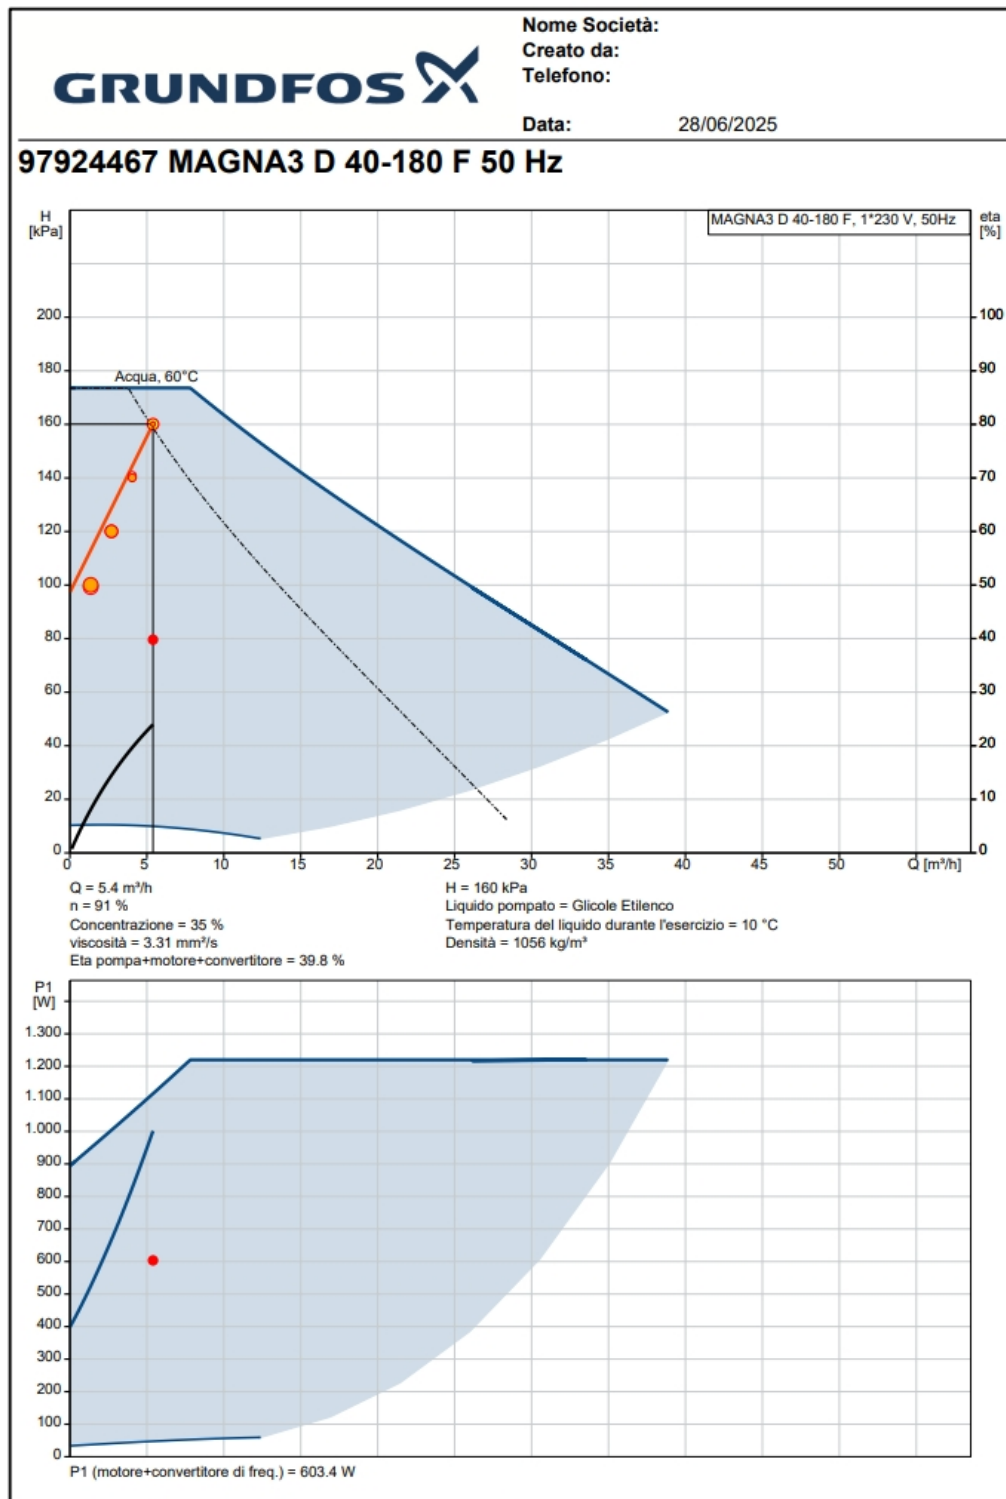 GRUNDFOS
Nome Società:
Creato da:
Telefono:
Data: 28/06/2025
97924467 MAGNA3 D 40-180 F 50 Hz
H
[kPa]
MAGNA3 D 40-180 F, 1*230 V, 50Hz
eta
[%]
200
180
160
140
120
100
80
60
40
20
0
Acqua, 60°C
100
90
80
70
60
50
40
30
20
10
0
0 5 10 15 20 25 30 35 40 45 50 Q [m³/h]
Q = 5.4 m³/h
n = 91 %
Concentrazione = 35 %
viscosità = 3.31 mm²/s
Eta pompa+motore+convertitore = 39.8 %
H = 160 kPa
Liquido pompato = Glicole Etilenco
Temperatura del liquido durante l'esercizio = 10 °C
Densità = 1056 kg/m³
P1
[W]
1.300
1.200
1.100
1.000
900
800
700
600
500
400
300
200
100
0
P1 (motore+convertitore di freq.) = 603.4 W